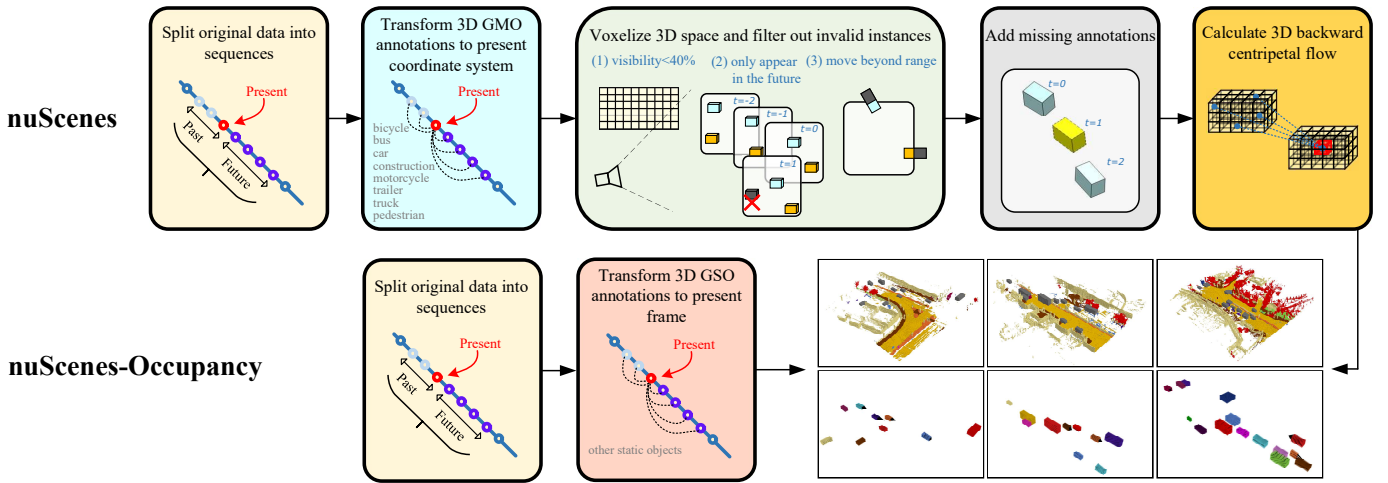 nuScenes
Split original data into
sequences
Present
Past
Future
Transform 3D GMO
annotations to present
coordinate system
Present
bicycle
bus
car
construction
motorcycle
trailer
truck
pedestrian
Voxelize 3D space and filter out invalid instances
(1) visibility<40%
(2) only appear
in the future
(3) move beyond range
t=-2
t=-1
t=0
t=1
Add missing annotations
t=0
t=1
t=2
Calculate 3D backward
centripetal flow
nuScenes-Occupancy
Split original data into
sequences
Present
Past
Future
Transform 3D GSO
annotations to present
frame
Present
other static objects